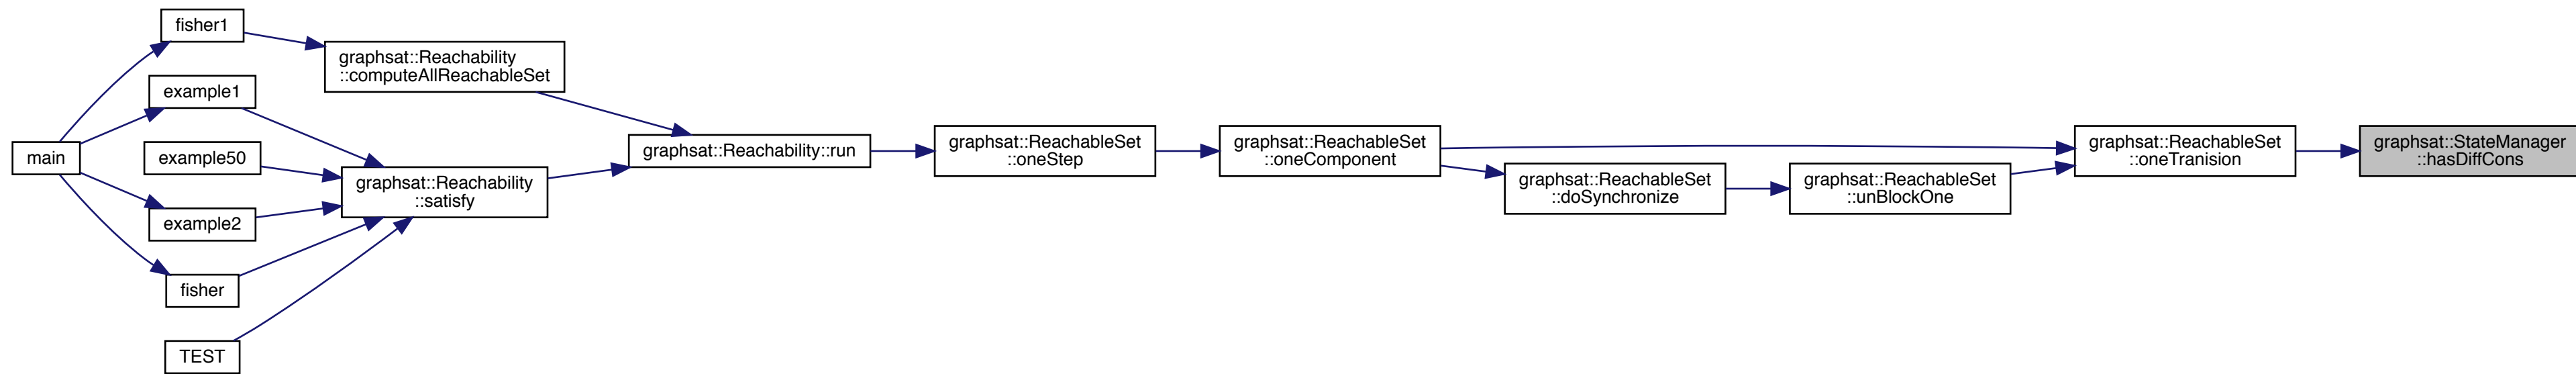 fisher1
graphsat::Reachability
::computeAllReachableSet
example1
main
example50
graphsat::Reachability
::satisfy
example2
fisher
TEST
graphsat::Reachability::run
graphsat::ReachableSet
::oneStep
graphsat::ReachableSet
::oneComponent
graphsat::ReachableSet
::doSynchronize
graphsat::ReachableSet
::unBlockOne
graphsat::ReachableSet
::oneTranision
graphsat::StateManager
::hasDiffCons